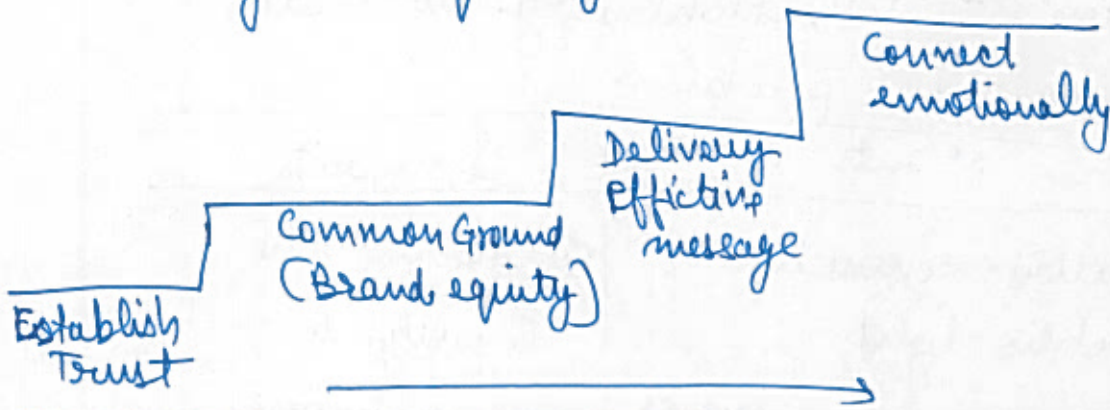 Establish
Trust
Common Ground
(Brand equity)
Delivery
Effictive
message
Connect
emotionally